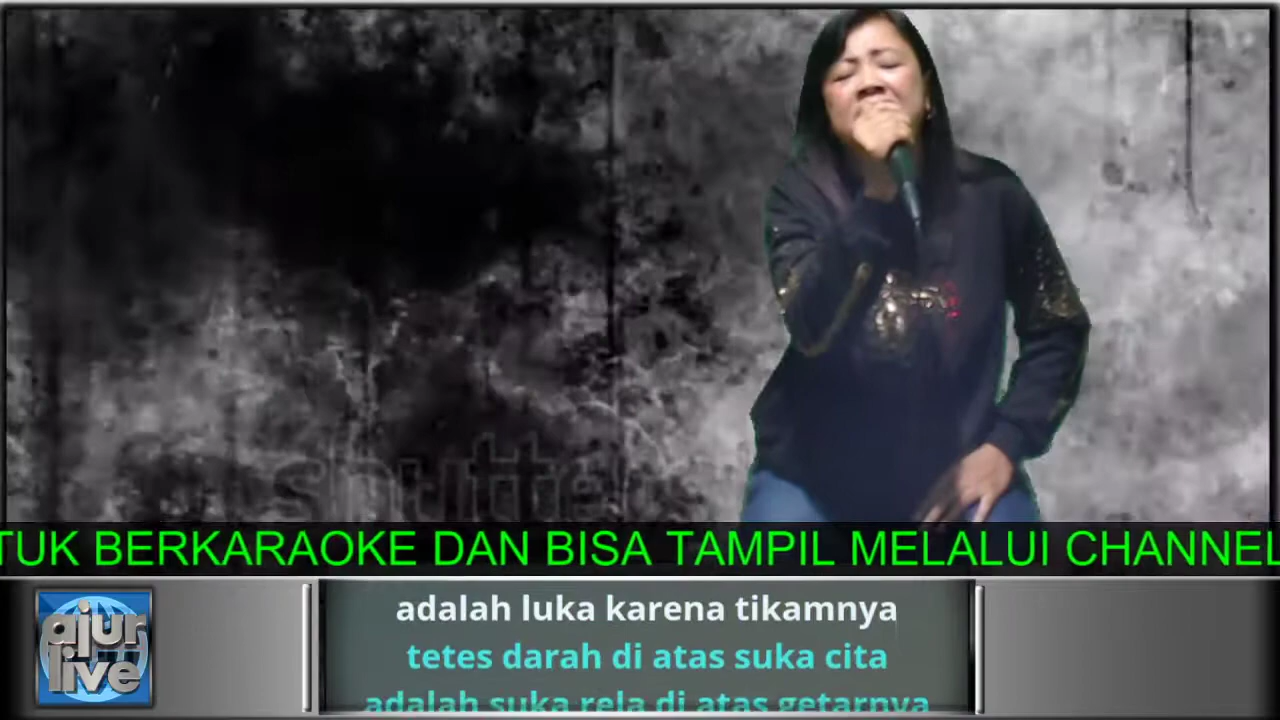 shutte
TUK BERKARAOKE DAN BISA TAMPIL MELALUI CHANNEL
ajur
live
adalah luka karena tikamnya
tetes darah di atas suka cita
adalah suka rela di atas getarnya